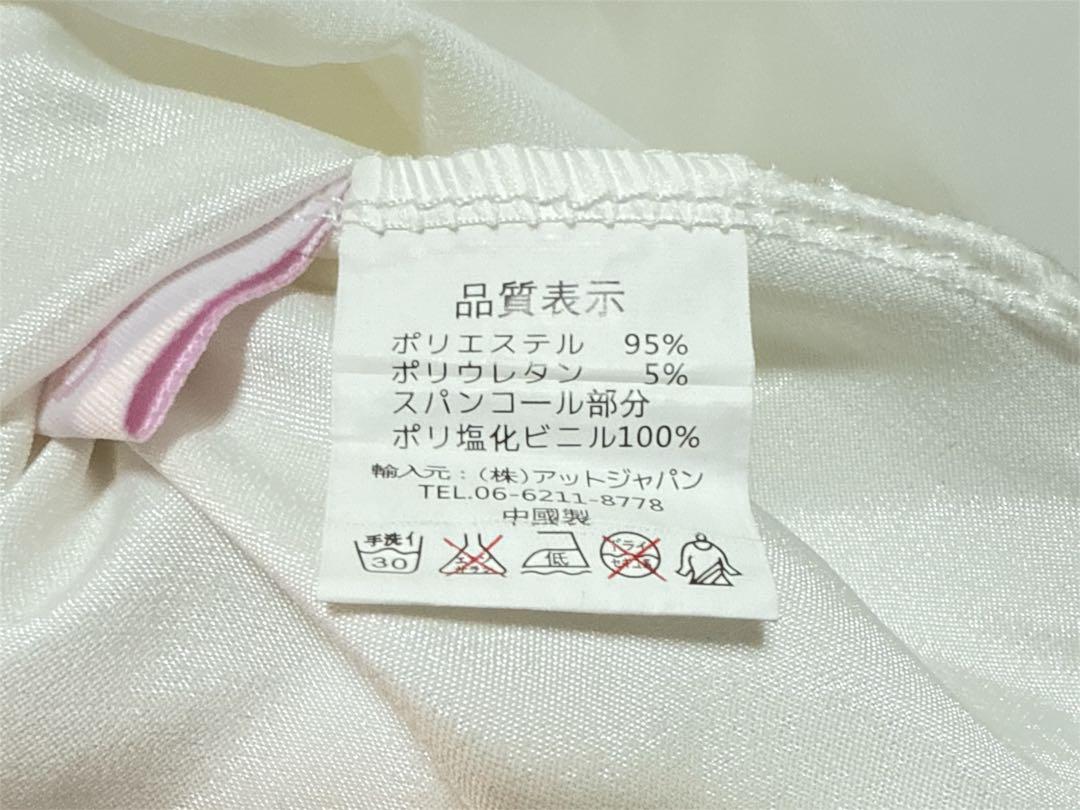 品質表示
ポリエステル 95%
ポリウレタン 5%
スパンコール部分
ポリ塩化ビニル100%
輸入元：(株)アットジャパン
TEL.06-6211-8778
中國製
手洗イ 30 低 ドライ